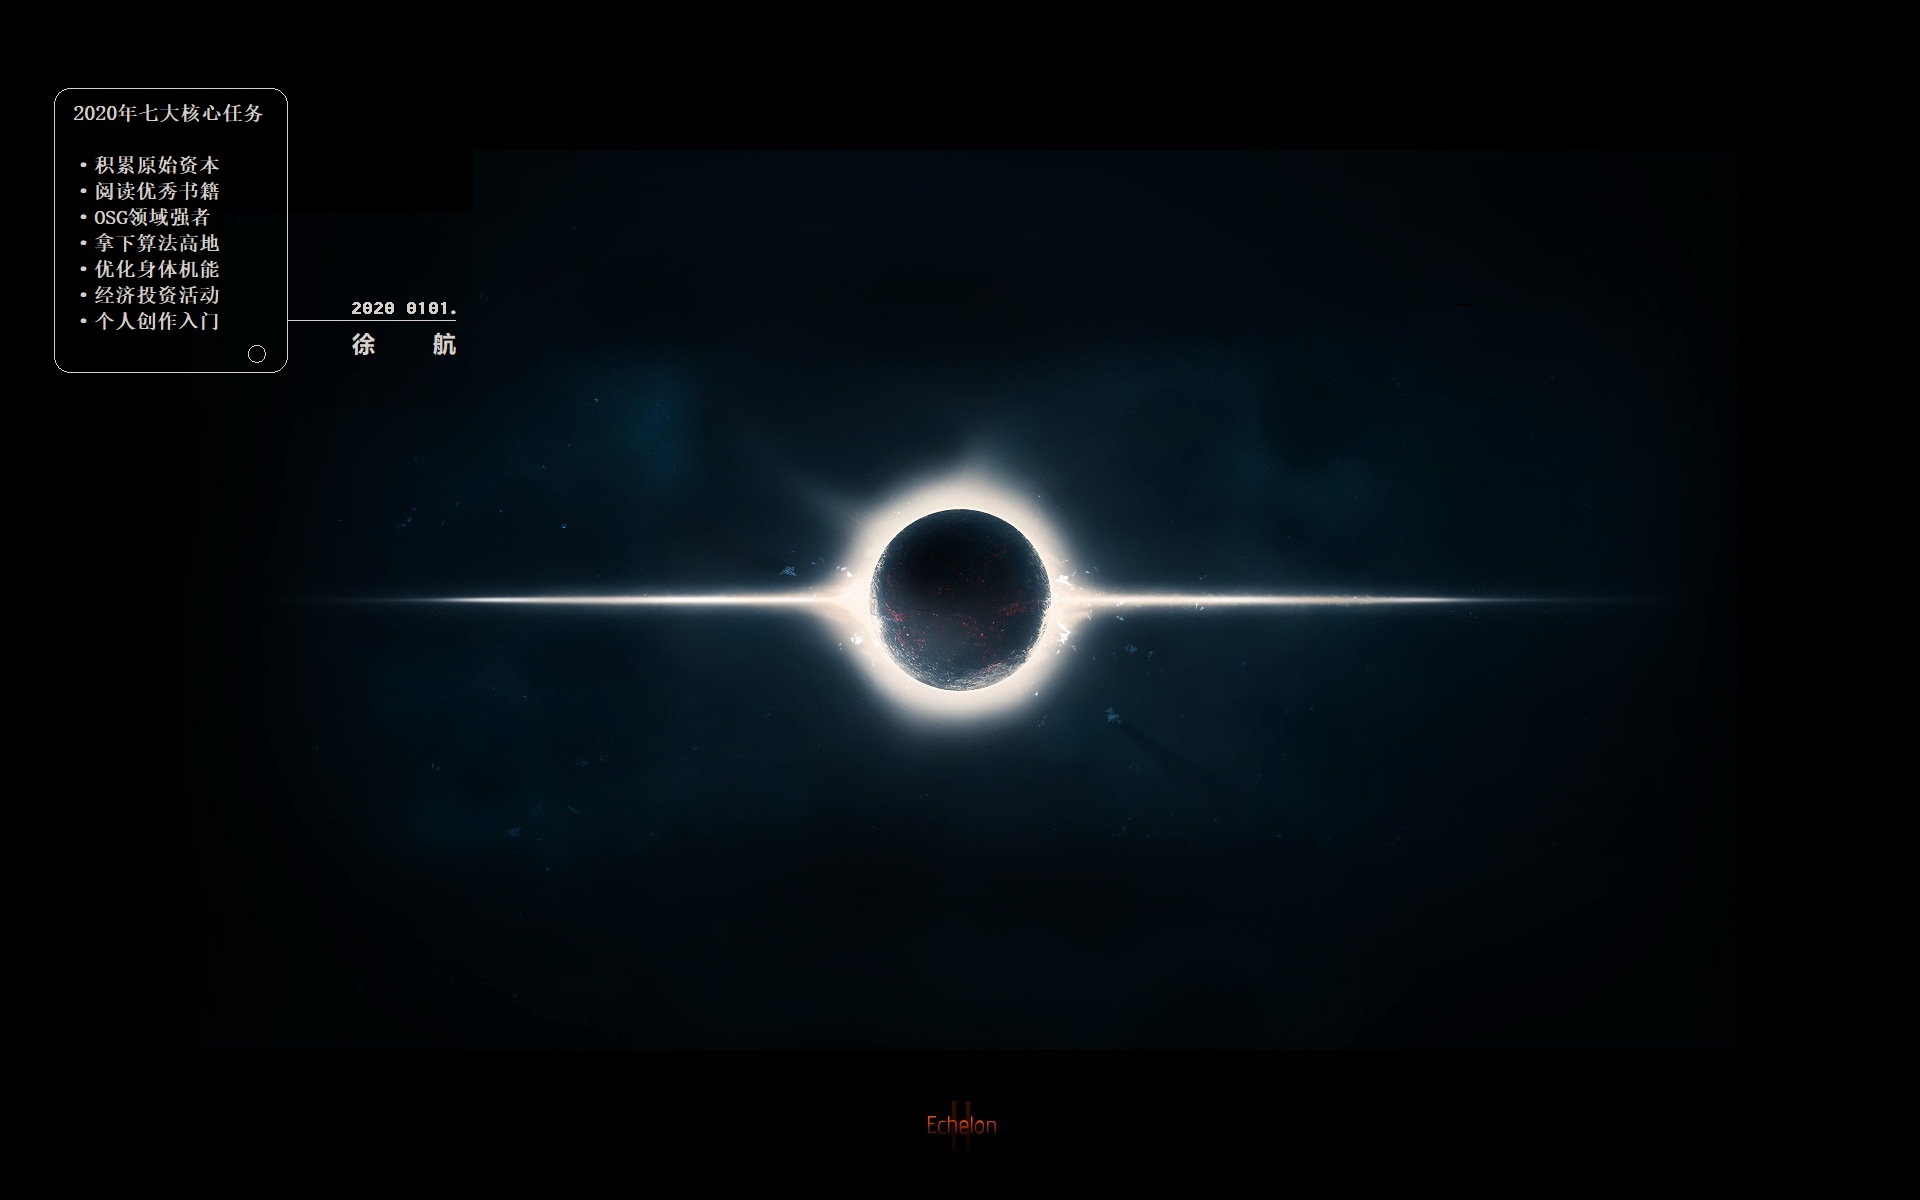 2020年七大核心任务
• 积累原始资本
• 阅读优秀书籍
• OSG领域强者
• 拿下算法高地
• 优化身体机能
• 经济投资活动
• 个人创作入门
2020 0101.
徐 航
Echelon